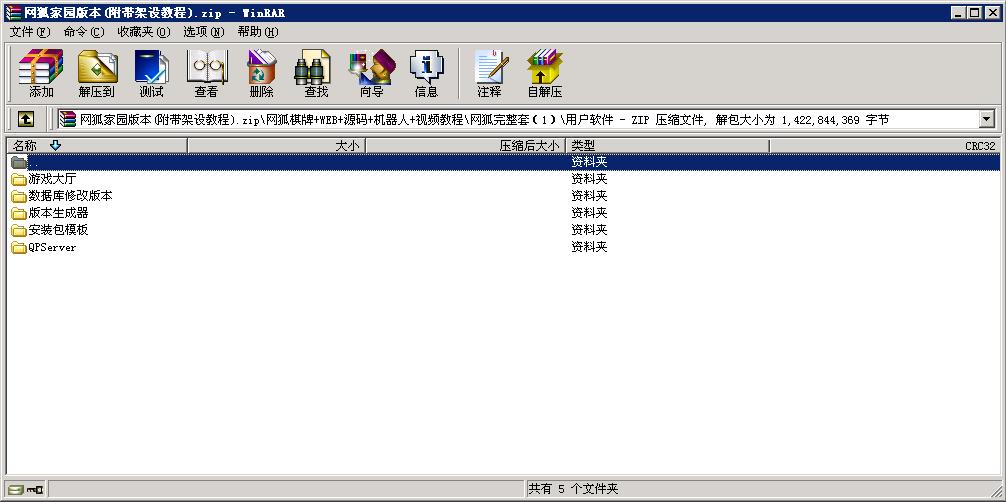 网狐家园版本(附带架设教程).zip - WinRAR
文件(F) 命令(C) 收藏夹(O) 选项(N) 帮助(H)
添加 解压到 测试 查看 删除 查找 向导 信息 注释 自解压
网狐家园版本(附带架设教程).zip\网狐棋牌+WEB+源码+机器人+视频教程\网狐完整套(1)\用户软件 - ZIP 压缩文件, 解包大小为 1,422,844,369 字节
名称 大小 压缩后大小 类型 CRC32
.. 资料夹
游戏大厅 资料夹
数据库修改版本 资料夹
版本生成器 资料夹
安装包模板 资料夹
QPServer 资料夹
共有 5 个文件夹